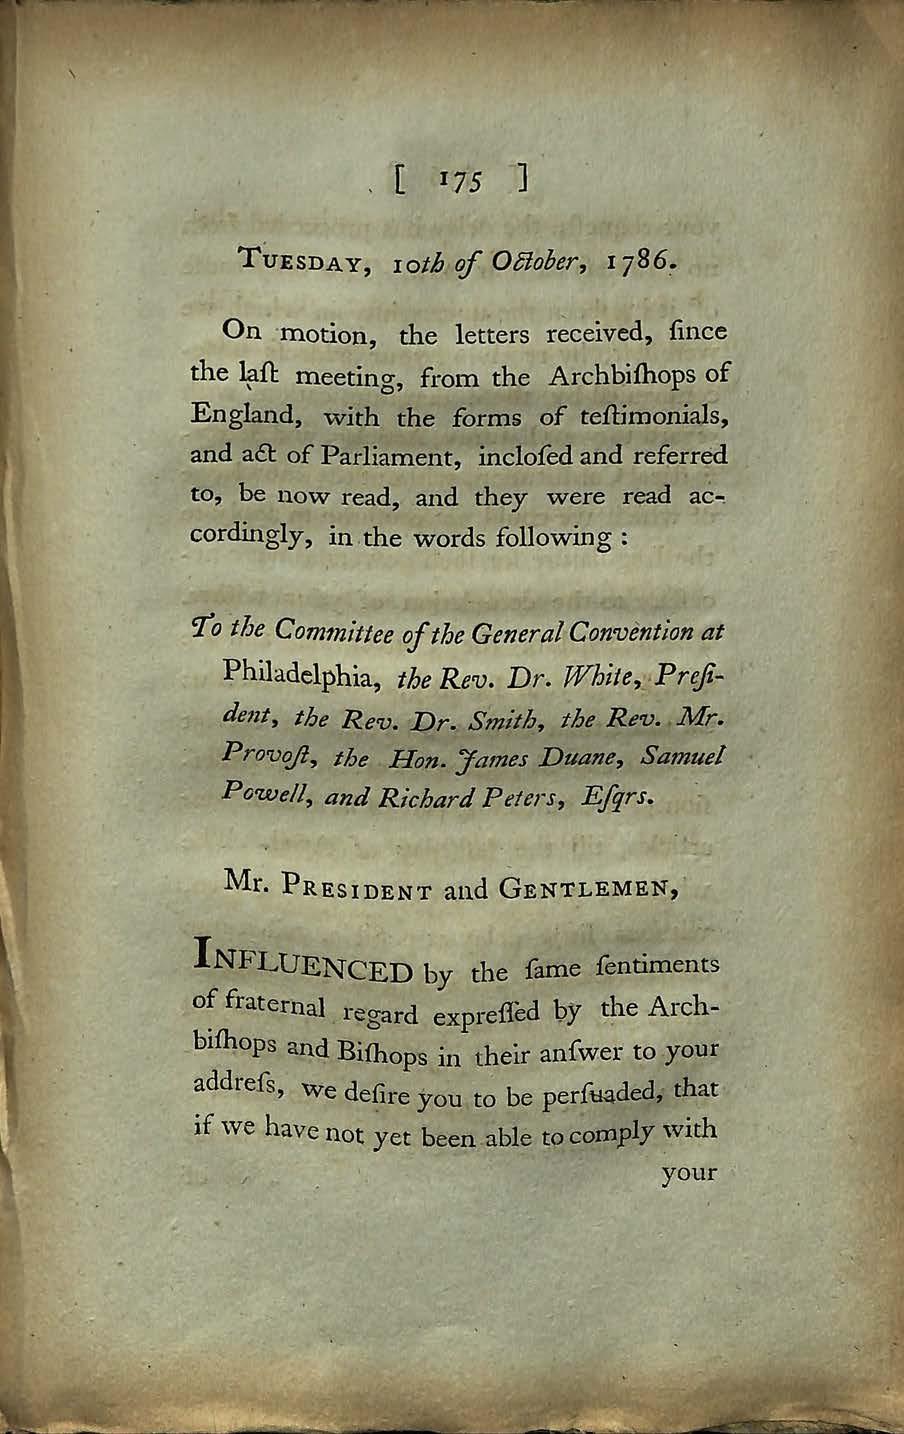 [ 175 ]
Tuesday, 10th of October, 1786.
On motion, the letters received, ſince
the laſt meeting, from the Archbiſhops of
England, with the forms of teſtimonials,
and act of Parliament, incloſed and referred
to, be now read, and they were read ac-
cordingly, in the words following :
To the Committee of the General Convention at
Philadelphia, the Rev. Dr. White, Preſi-
dent, the Rev. Dr. Smith, the Rev. Mr.
Provoſt, the Hon. James Duane, Samuel
Powell, and Richard Peters, Eſqrs.
Mr. President and Gentlemen,
INFLUENCED by the ſame ſentiments
of fraternal regard expreſſed by the Arch-
biſhops and Biſhops in their anſwer to your
addreſs, we deſire you to be perſuaded, that
if we have not yet been able to comply with
your